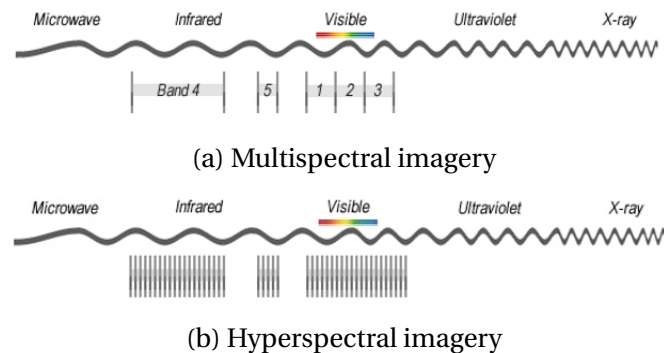 Microwave Infrared Visible Ultraviolet X-ray
Band 4 5 1 2 3
(a) Multispectral imagery
Microwave Infrared Visible Ultraviolet X-ray
(b) Hyperspectral imagery